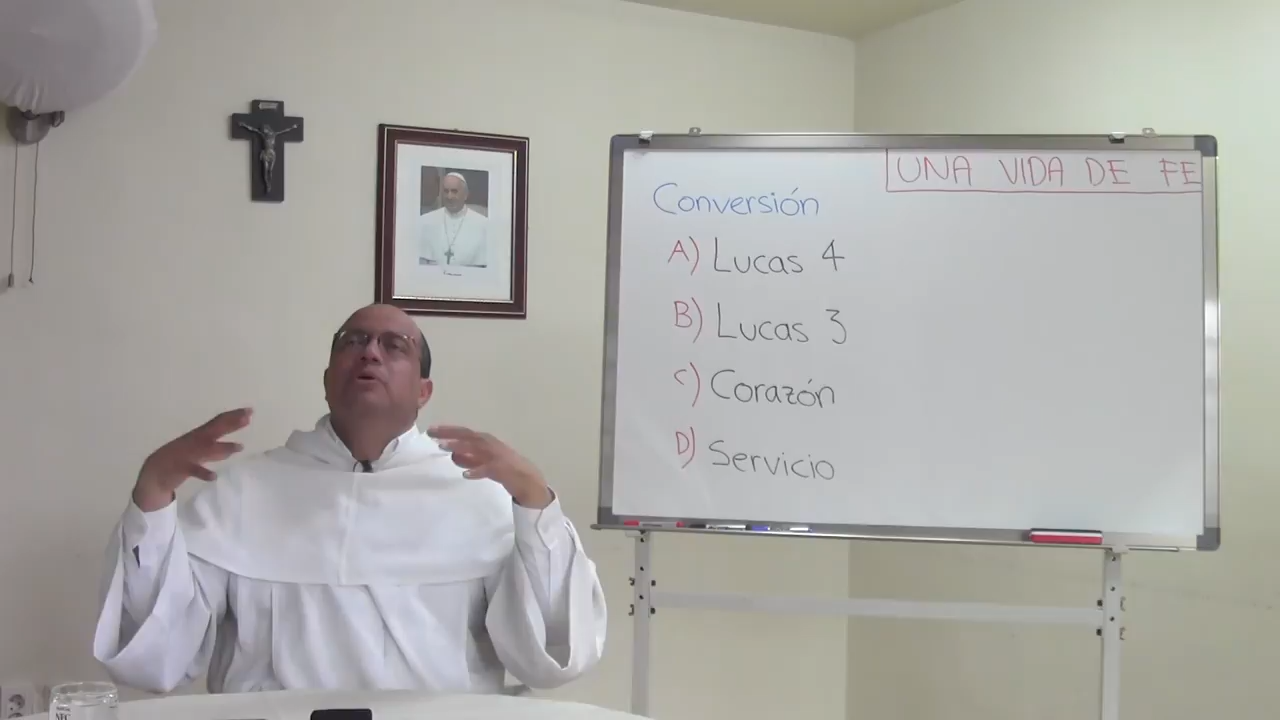 UNA VIDA DE FE
Conversión
A) Lucas 4
B) Lucas 3
C) Corazón
D) Servicio